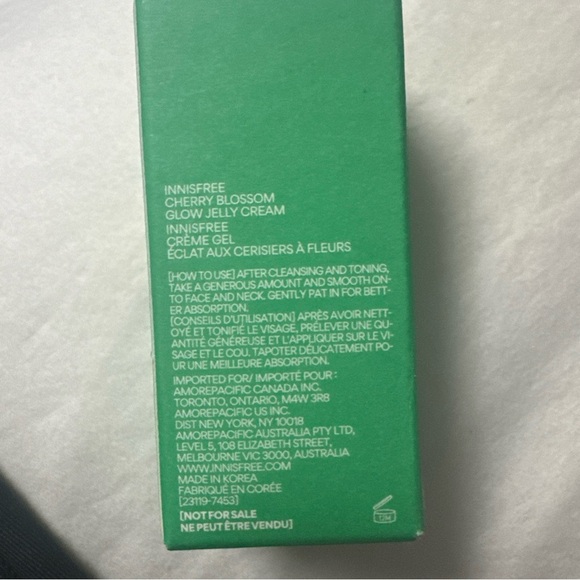 INNISFREE
CHERRY BLOSSOM
GLOW JELLY CREAM
INNISFREE
CRÈME GEL
ÉCLAT AUX CERISIERS À FLEURS
[HOW TO USE] AFTER CLEANSING AND TONING,
TAKE A GENEROUS AMOUNT AND SMOOTH ON-
TO FACE AND NECK. GENTLY PAT IN FOR BETT-
ER ABSORPTION.
[CONSEILS D'UTILISATION] APRÈS AVOIR NETT-
OYÉ ET TONIFIÉ LE VISAGE, PRÉLEVER UNE QU-
ANTITÉ GÉNÉREUSE ET L'APPLIQUER SUR LE VI-
SAGE ET LE COU. TAPOTER DÉLICATEMENT PO-
UR UNE MEILLEURE ABSORPTION.
IMPORTED FOR/ IMPORTÉ POUR :
AMOREPACIFIC CANADA INC.
TORONTO, ONTARIO, M4W 3R8
AMOREPACIFIC US INC.
DIST NEW YORK, NY 10018
AMOREPACIFIC AUSTRALIA PTY LTD,
LEVEL 5, 108 ELIZABETH STREET,
MELBOURNE VIC 3000, AUSTRALIA
WWW.INNISFREE.COM
MADE IN KOREA
FABRIQUÉ EN CORÉE
[23119-7453]
[NOT FOR SALE
NE PEUT ÊTRE VENDU]
12M